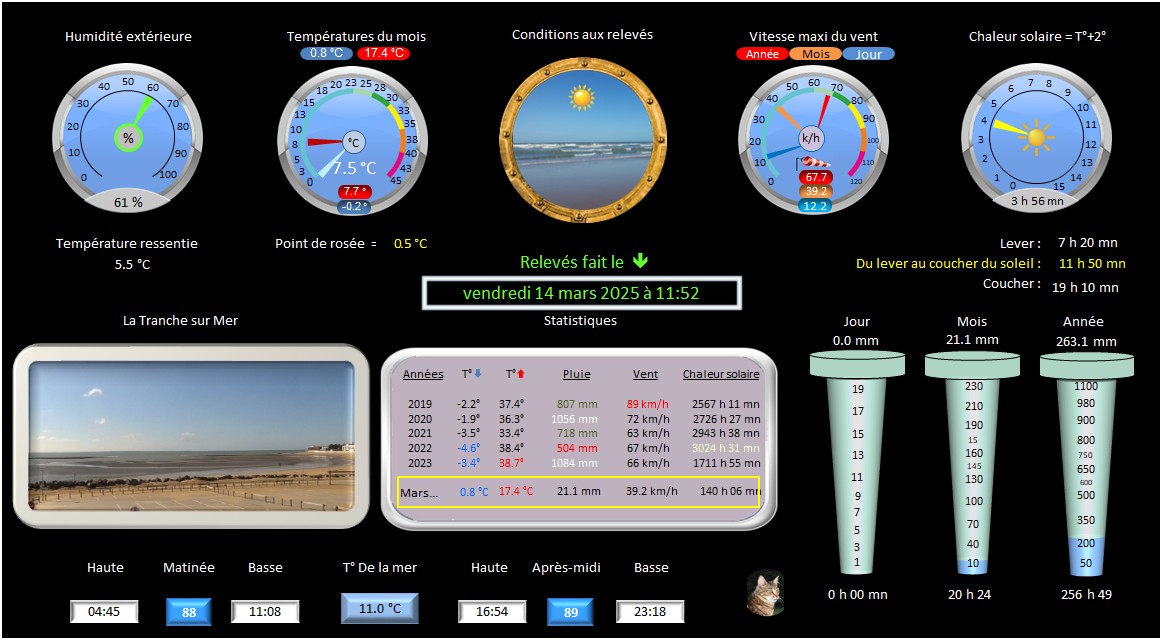 Humidité extérieure
0 10 20 30 40 50 60 70 80 90 100
%
61 %
Températures du mois
0.8 °C 17.4 °C
0 3 5 8 10 13 15 18 20 23 25 28 30 33 35 38 40 43 45
°C
7.5 °C
7.7 °
-0.2 °
Conditions aux relevés
Vitesse maxi du vent
Année Mois Jour
0 10 20 30 40 50 60 70 80 90 100 110 120
k/h
67.7
39.2
12.2
Chaleur solaire = T°+2°
0 1 2 3 4 5 6 7 8 9 10 11 12 13 14 15
3 h 56 mn
Température ressentie
5.5 °C
Point de rosée = 0.5 °C
Relevés fait le
vendredi 14 mars 2025 à 11:52
Lever : 7 h 20 mn
Du lever au coucher du soleil : 11 h 50 mn
Coucher : 19 h 10 mn
La Tranche sur Mer
Statistiques
Années T° T° Pluie Vent Chaleur solaire
2019 -2.2° 37.4° 807 mm 89 km/h 2567 h 11 mn
2020 -1.9° 36.3° 1056 mm 72 km/h 2726 h 27 mn
2021 -3.5° 33.4° 718 mm 63 km/h 2943 h 38 mn
2022 -4.6° 38.4° 504 mm 67 km/h 3024 h 31 mn
2023 -3.4° 38.7° 1084 mm 66 km/h 1711 h 55 mn
Mars... 0.8 °C 17.4 °C 21.1 mm 39.2 km/h 140 h 06 mn
Jour
0.0 mm
19
17
15
13
11
9
7
5
3
1
0 h 00 mn
Mois
21.1 mm
230
210
190
15
160
145
130
100
70
40
10
20 h 24
Année
263.1 mm
1100
980
900
800
750
650
600
500
350
200
50
256 h 49
Haute Matinée Basse T° De la mer Haute Après-midi Basse
04:45 88 11:08 11.0 °C 16:54 89 23:18